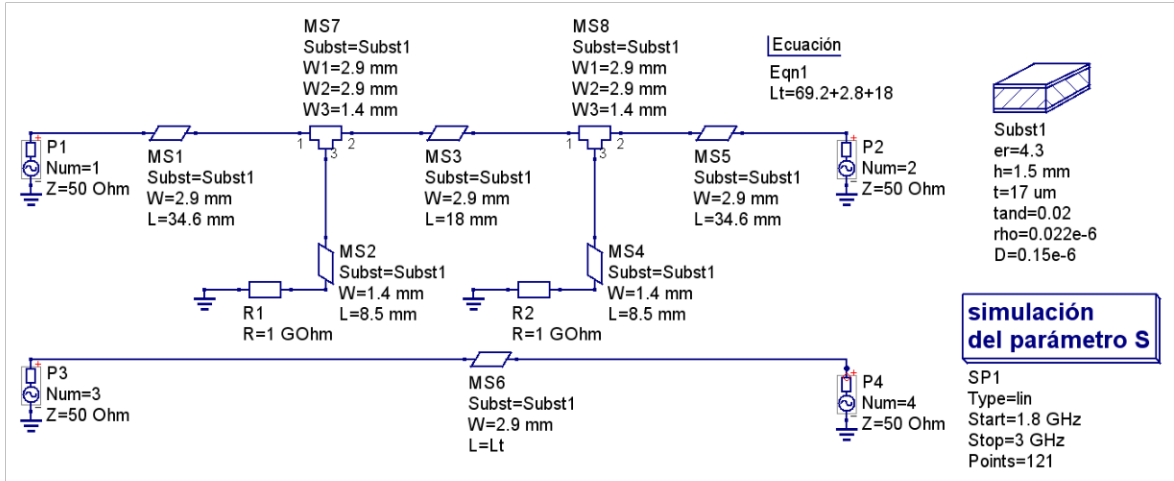 MS7
Subst=Subst1
W1=2.9 mm
W2=2.9 mm
W3=1.4 mm
MS8
Subst=Subst1
W1=2.9 mm
W2=2.9 mm
W3=1.4 mm
Ecuación
Eqn1
Lt=69.2+2.8+18
Subst1
er=4.3
h=1.5 mm
t=17 um
tand=0.02
rho=0.022e-6
D=0.15e-6
P1
Num=1
Z=50 Ohm
MS1
Subst=Subst1
W=2.9 mm
L=34.6 mm
1
2
3
MS3
Subst=Subst1
W=2.9 mm
L=18 mm
1
2
3
MS5
Subst=Subst1
W=2.9 mm
L=34.6 mm
P2
Num=2
Z=50 Ohm
MS2
Subst=Subst1
W=1.4 mm
L=8.5 mm
R1
R=1 GOhm
MS4
Subst=Subst1
W=1.4 mm
L=8.5 mm
R2
R=1 GOhm
P3
Num=3
Z=50 Ohm
MS6
Subst=Subst1
W=2.9 mm
L=Lt
P4
Num=4
Z=50 Ohm
simulación
del parámetro S
SP1
Type=lin
Start=1.8 GHz
Stop=3 GHz
Points=121